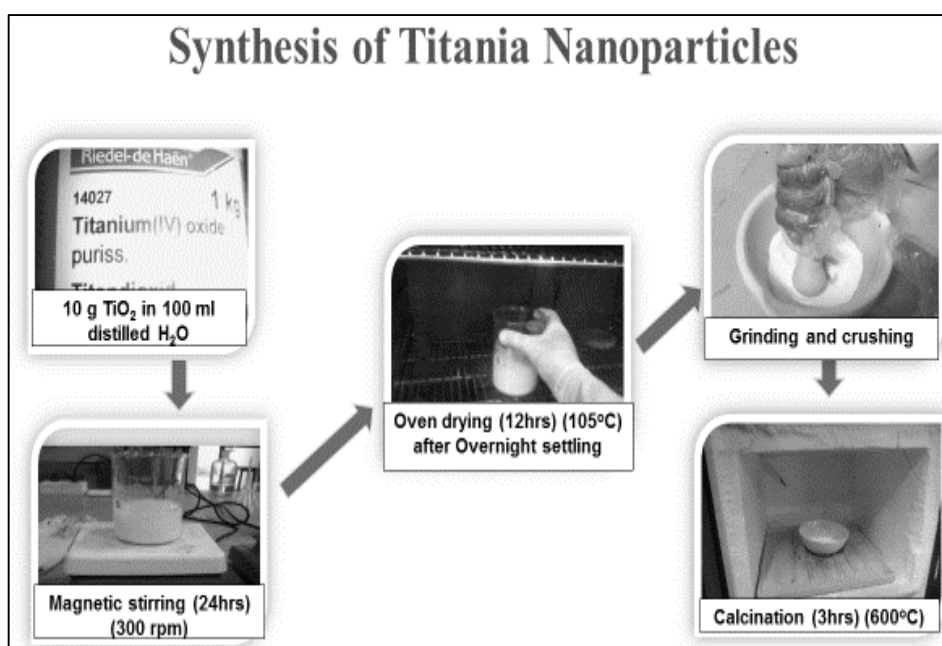 Synthesis of Titania Nanoparticles
Riedel-de Haën
14027 1 kg
Titanium(IV) oxide
puriss.
10 g TiO₂ in 100 ml
distilled H₂O
Magnetic stirring (24hrs)
(300 rpm)
Oven drying (12hrs) (105°C)
after Overnight settling
Grinding and crushing
Calcination (3hrs) (600°C)